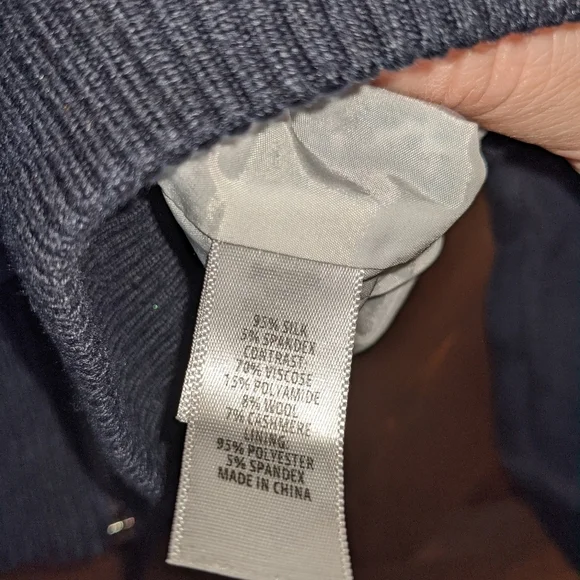 95% SILK
5% SPANDEX
CONTRAST
70% VISCOSE
15% POLYAMIDE
8% WOOL
7% CASHMERE
LINING
95% POLYESTER
5% SPANDEX
MADE IN CHINA